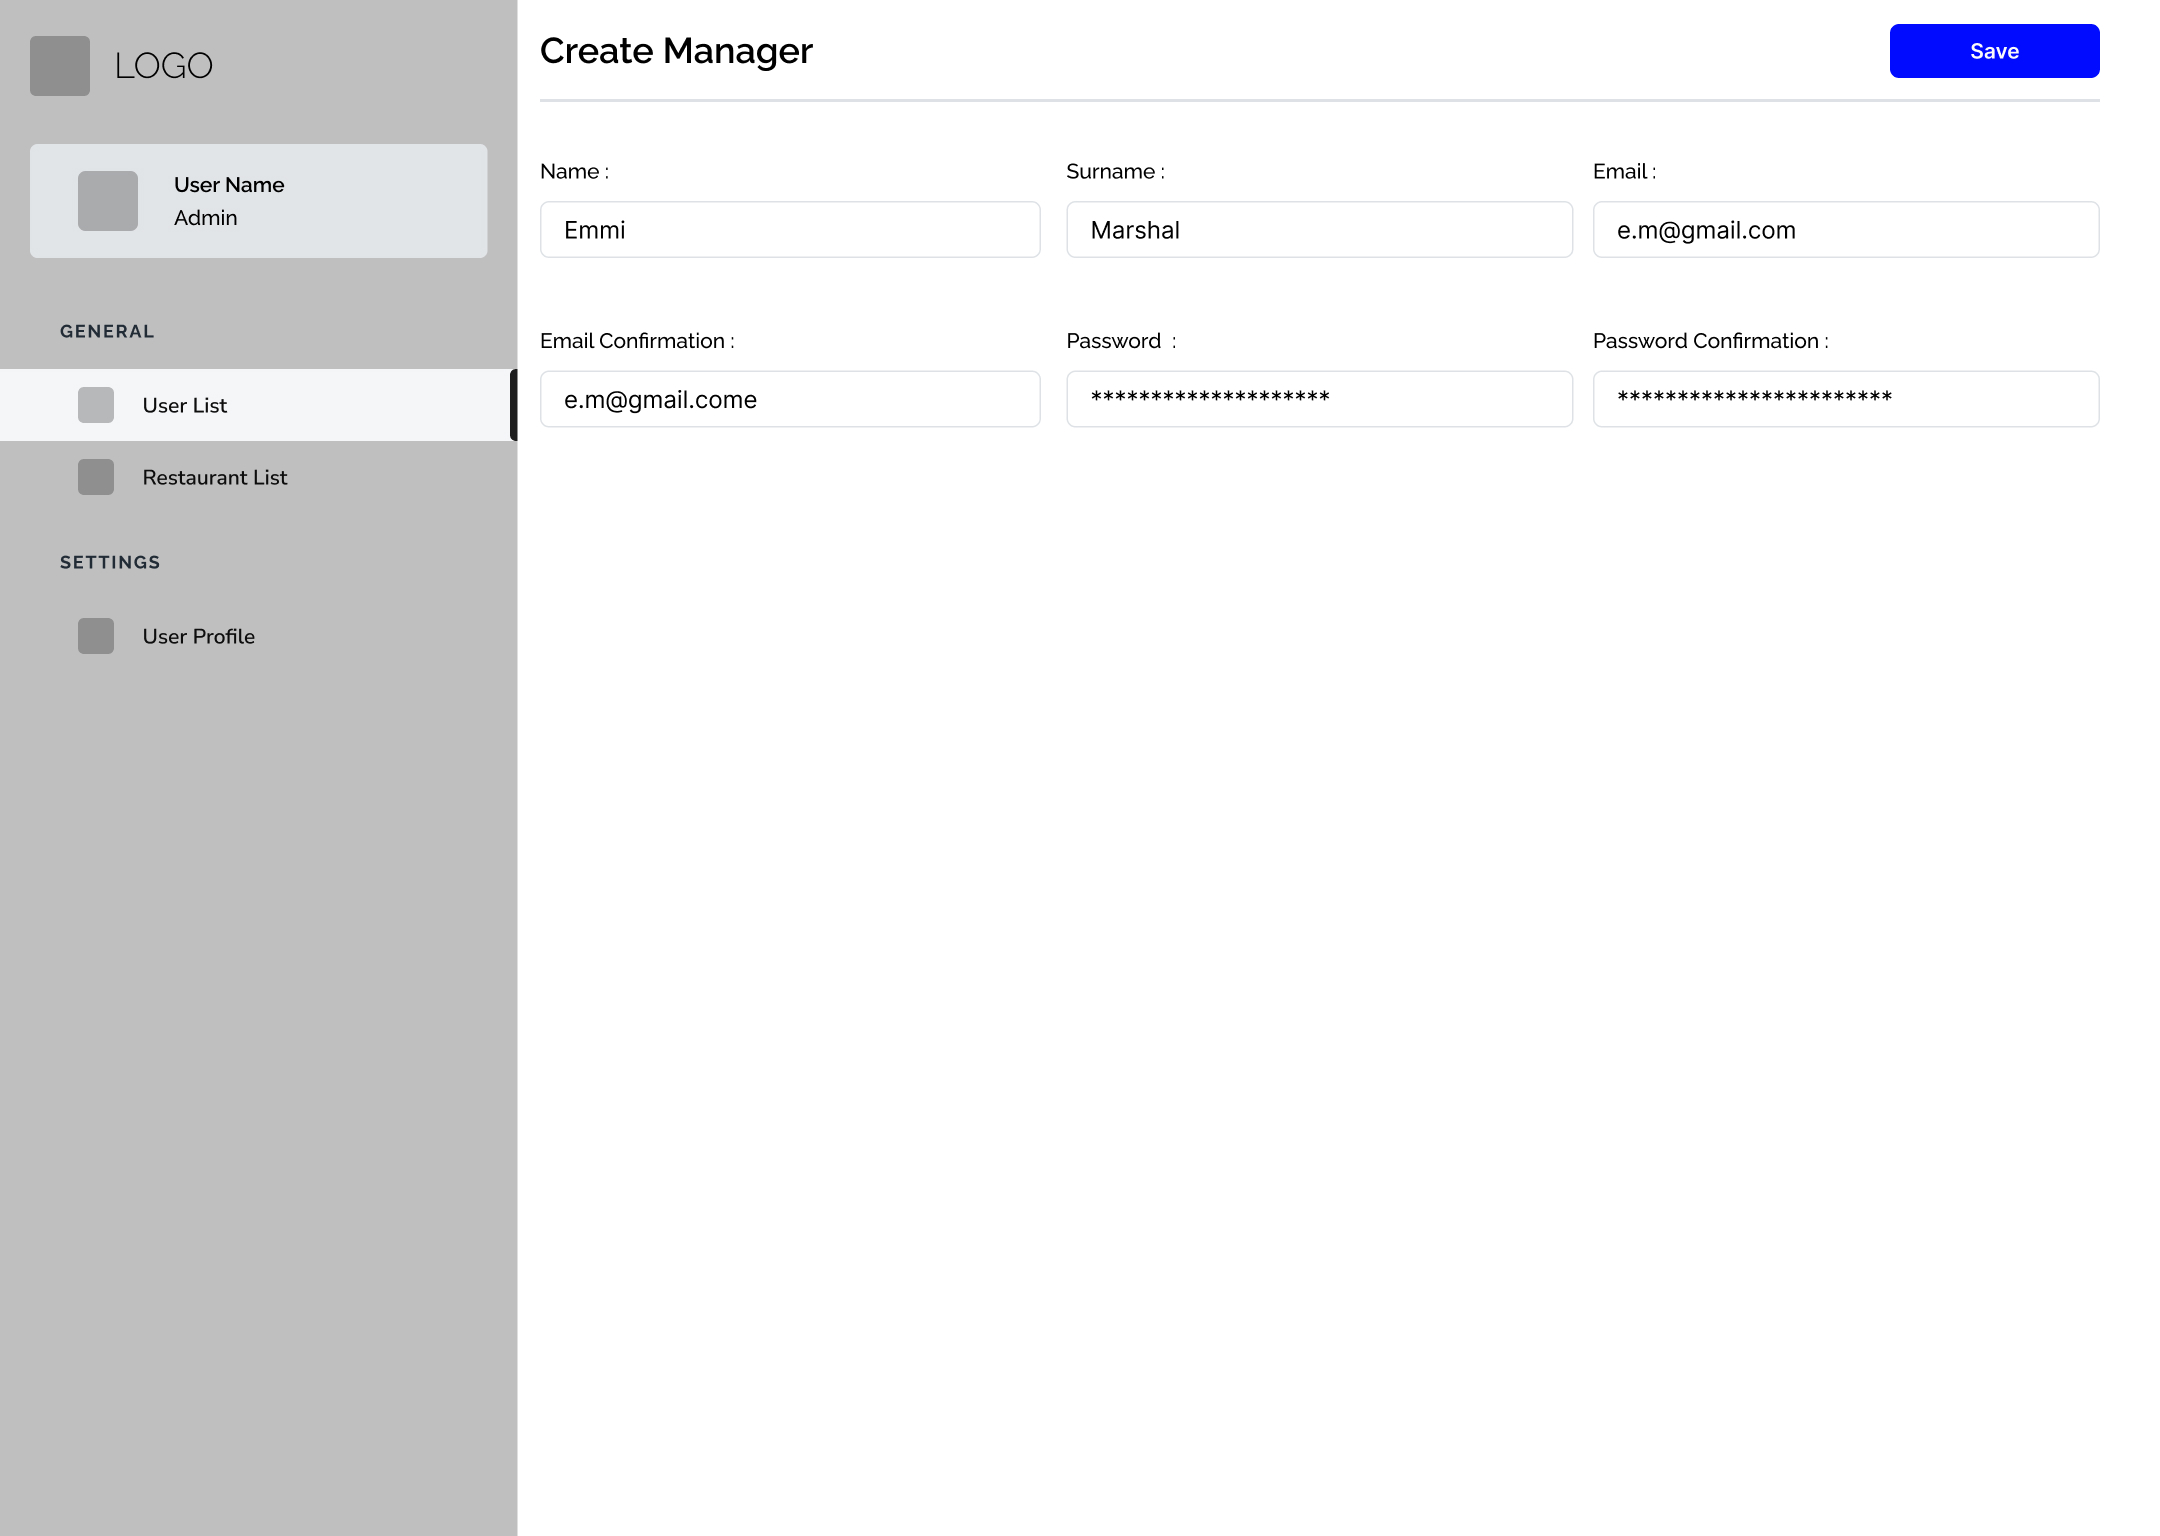 LOGO
User Name
Admin
GENERAL
User List
Restaurant List
SETTINGS
User Profile
Create Manager
Save
Name :
Surname :
Email :
Emmi
Marshal
e.m@gmail.com
Email Confirmation :
Password :
Password Confirmation :
e.m@gmail.come
********************
***********************